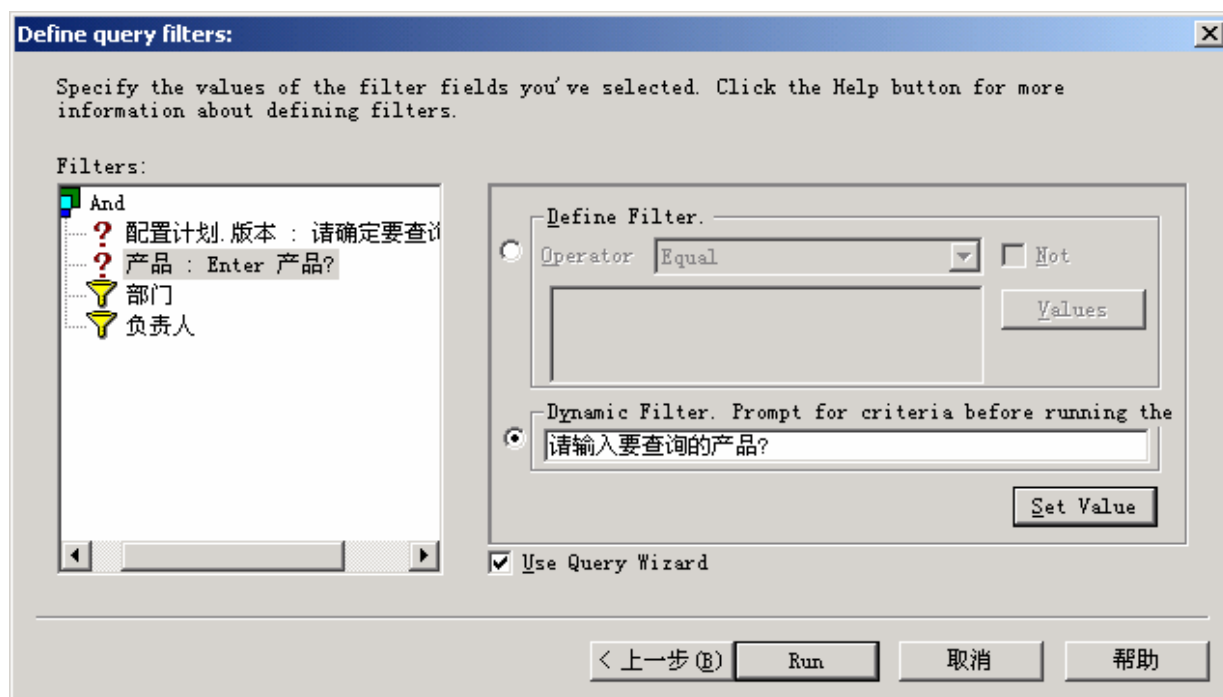 Define query filters:
Specify the values of the filter fields you've selected. Click the Help button for more
information about defining filters.
Filters:
And
配置计划.版本 : 请确定要查询
产品 : Enter 产品?
部门
负责人
Define Filter.
Operator
Equal
Not
Values
Dynamic Filter. Prompt for criteria before running the
请输入要查询的产品?
Set Value
Use Query Wizard
< 上一步(B)
Run
取消
帮助